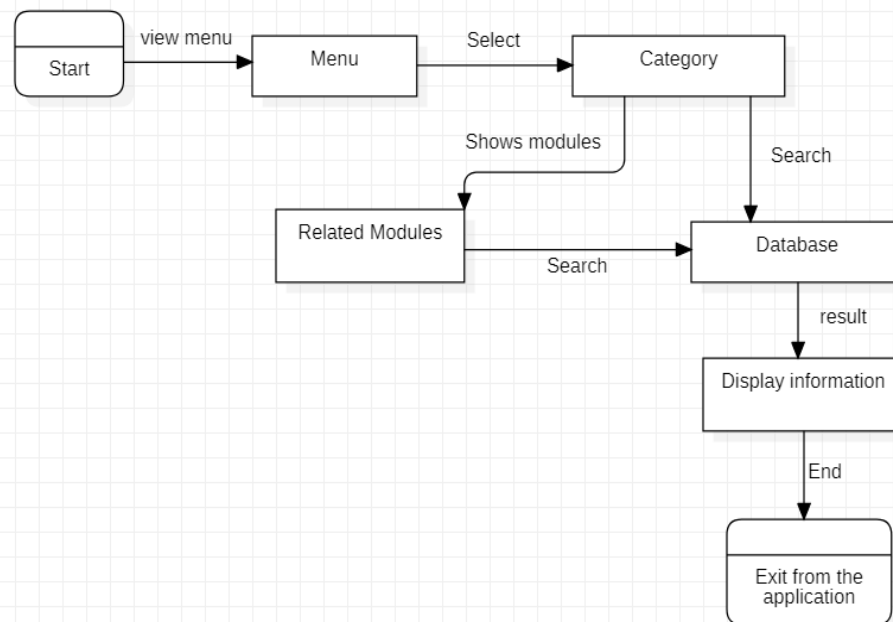 view menu
Select
Start
Menu
Category
Shows modules
Search
Related Modules
Database
Search
result
Display information
End
Exit from the
application